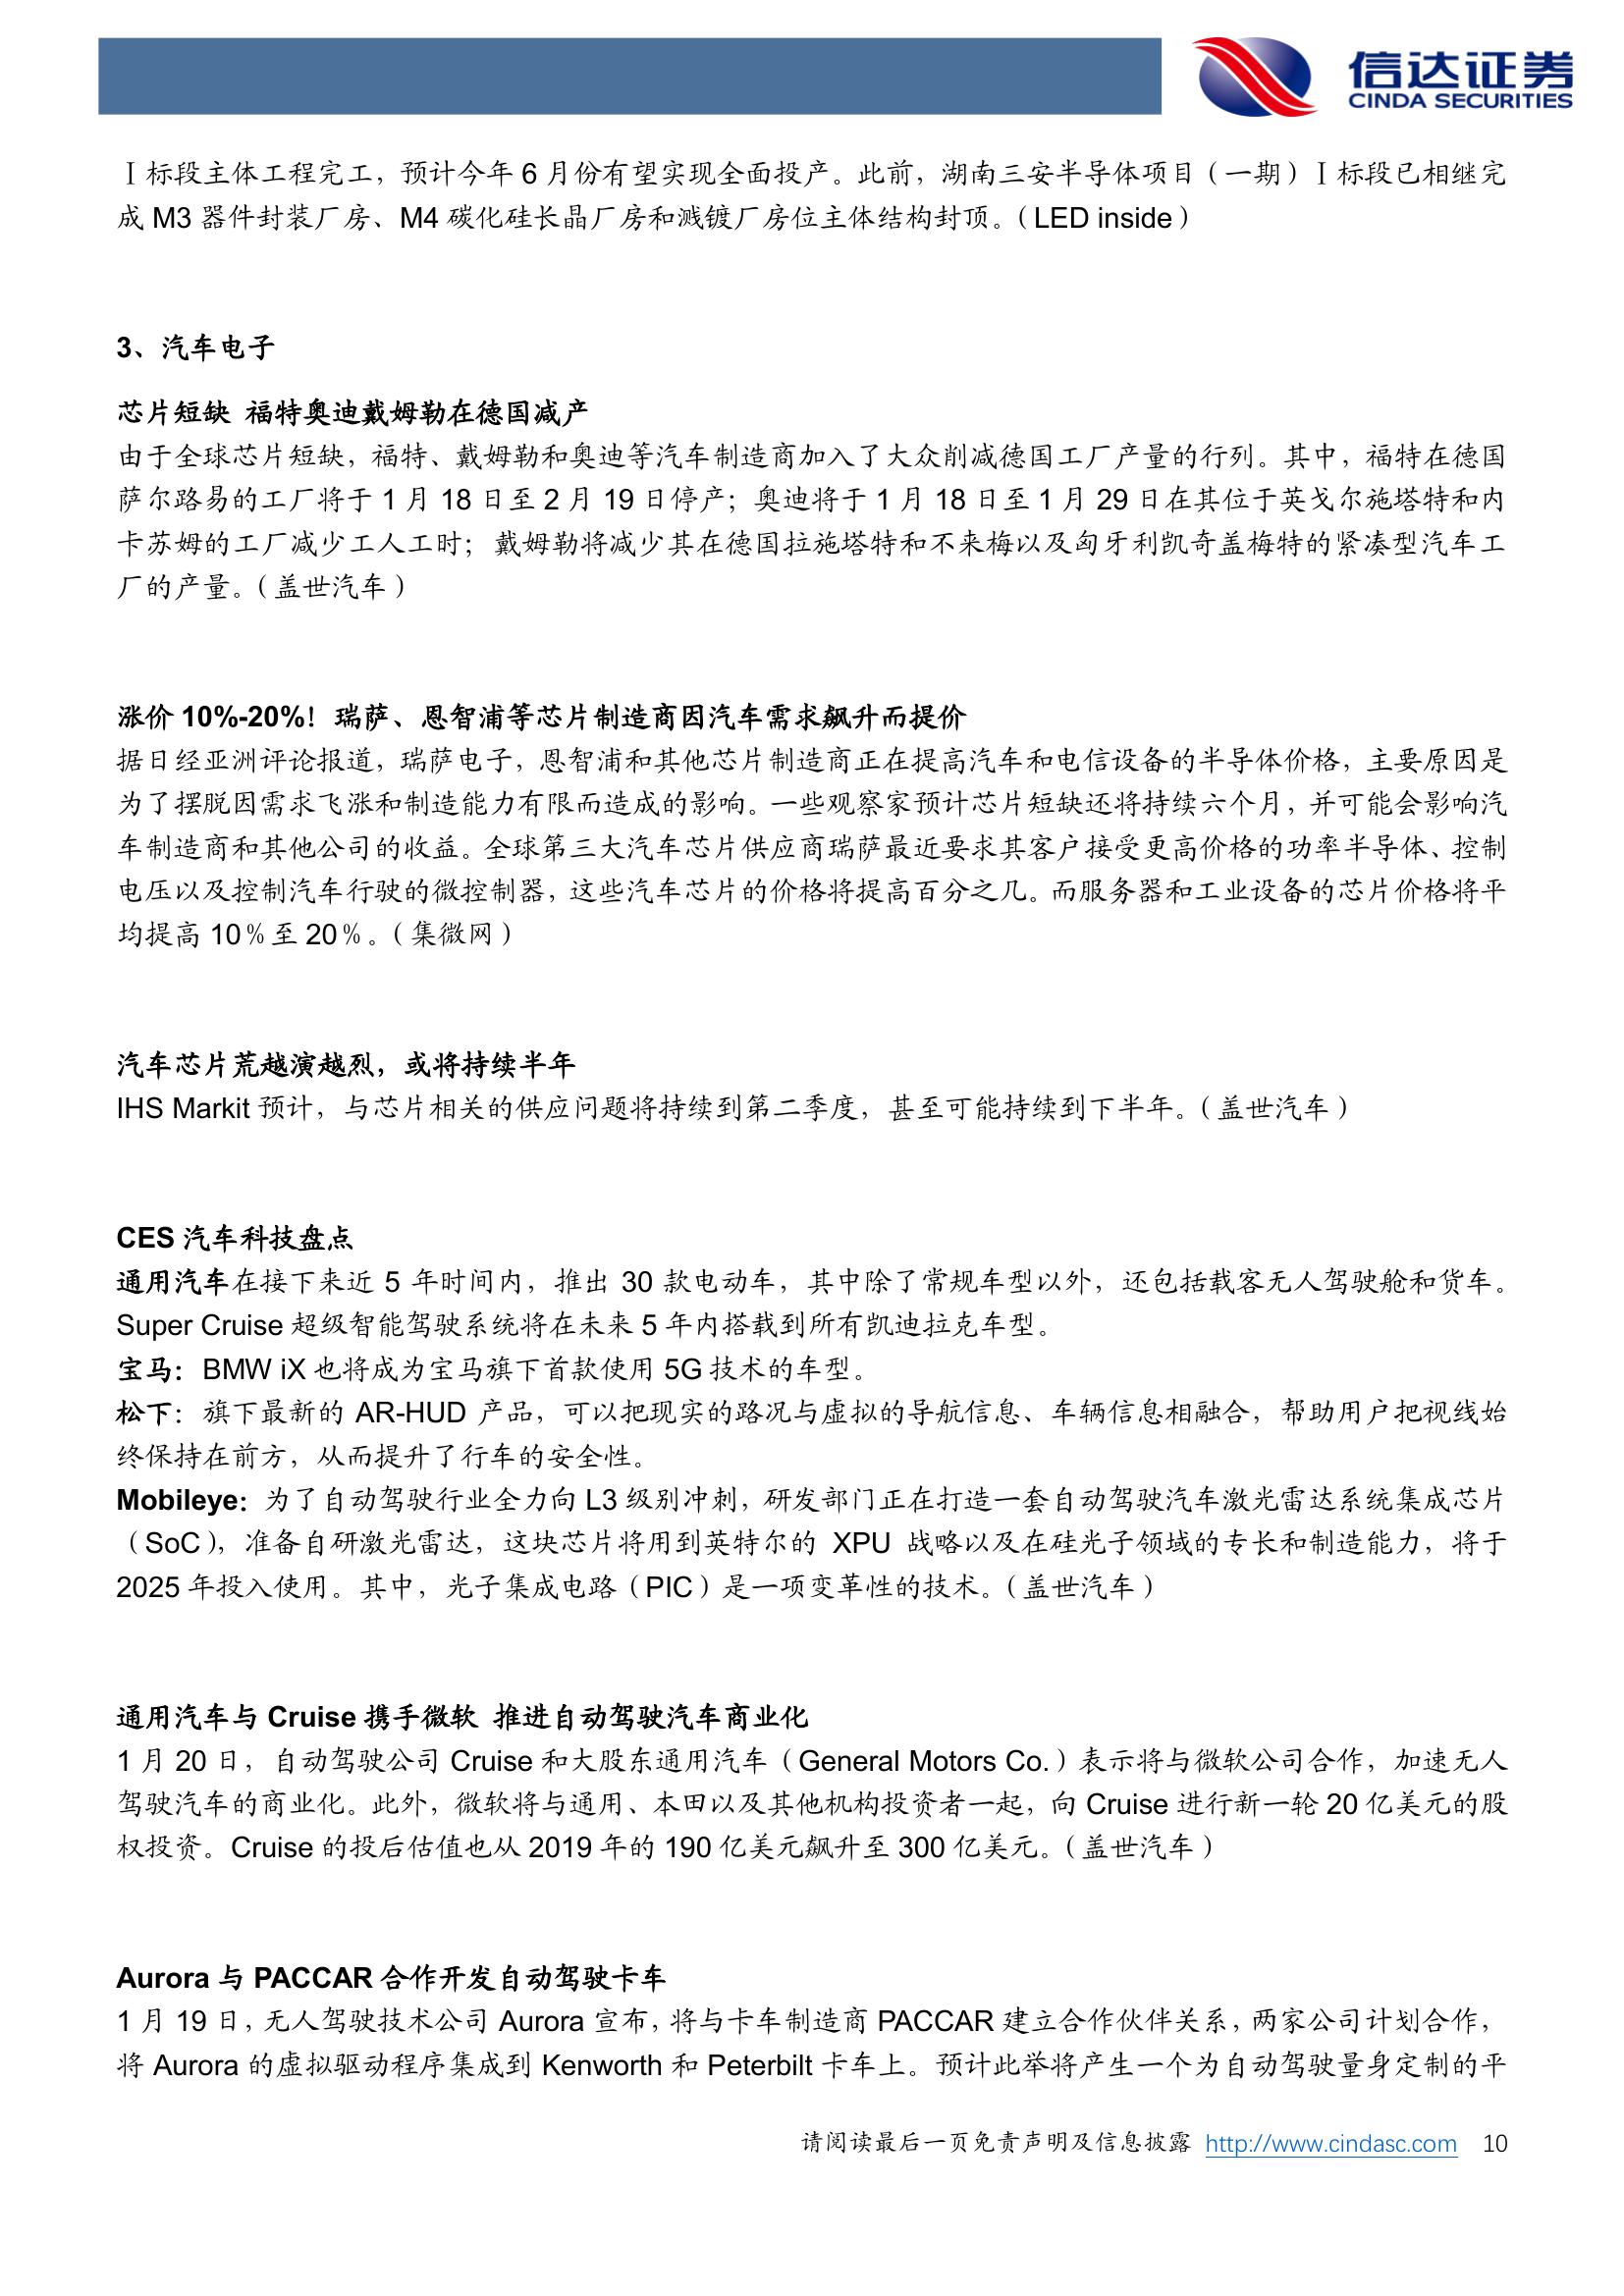 信达证券
CINDA SECURITIES
Ⅰ标段主体工程完工，预计今年 6 月份有望实现全面投产。此前，湖南三安半导体项目（一期）Ⅰ标段已相继完
成 M3 器件封装厂房、M4 碳化硅长晶厂房和溅镀厂房位主体结构封顶。（LED inside）
3、汽车电子
芯片短缺 福特奥迪戴姆勒在德国减产
由于全球芯片短缺，福特、戴姆勒和奥迪等汽车制造商加入了大众削减德国工厂产量的行列。其中，福特在德国
萨尔路易的工厂将于 1 月 18 日至 2 月 19 日停产；奥迪将于 1 月 18 日至 1 月 29 日在其位于英戈尔施塔特和内
卡苏姆的工厂减少工人工时；戴姆勒将减少其在德国拉施塔特和不来梅以及匈牙利凯奇盖梅特的紧凑型汽车工
厂的产量。（盖世汽车）
涨价 10%-20%！瑞萨、恩智浦等芯片制造商因汽车需求飙升而提价
据日经亚洲评论报道，瑞萨电子，恩智浦和其他芯片制造商正在提高汽车和电信设备的半导体价格，主要原因是
为了摆脱因需求飞涨和制造能力有限而造成的影响。一些观察家预计芯片短缺还将持续六个月，并可能会影响汽
车制造商和其他公司的收益。全球第三大汽车芯片供应商瑞萨最近要求其客户接受更高价格的功率半导体、控制
电压以及控制汽车行驶的微控制器，这些汽车芯片的价格将提高百分之几。而服务器和工业设备的芯片价格将平
均提高 10％至 20％。（集微网）
汽车芯片荒越演越烈，或将持续半年
IHS Markit 预计，与芯片相关的供应问题将持续到第二季度，甚至可能持续到下半年。（盖世汽车）
CES 汽车科技盘点
通用汽车在接下来近 5 年时间内，推出 30 款电动车，其中除了常规车型以外，还包括载客无人驾驶舱和货车。
Super Cruise 超级智能驾驶系统将在未来 5 年内搭载到所有凯迪拉克车型。
宝马：BMW iX 也将成为宝马旗下首款使用 5G 技术的车型。
松下：旗下最新的 AR-HUD 产品，可以把现实的路况与虚拟的导航信息、车辆信息相融合，帮助用户把视线始
终保持在前方，从而提升了行车的安全性。
Mobileye：为了自动驾驶行业全力向 L3 级别冲刺，研发部门正在打造一套自动驾驶汽车激光雷达系统集成芯片
（SoC），准备自研激光雷达，这块芯片将用到英特尔的 XPU 战略以及在硅光子领域的专长和制造能力，将于
2025 年投入使用。其中，光子集成电路（PIC）是一项变革性的技术。（盖世汽车）
通用汽车与 Cruise 携手微软 推进自动驾驶汽车商业化
1 月 20 日，自动驾驶公司 Cruise 和大股东通用汽车（General Motors Co.）表示将与微软公司合作，加速无人
驾驶汽车的商业化。此外，微软将与通用、本田以及其他机构投资者一起，向 Cruise 进行新一轮 20 亿美元的股
权投资。Cruise 的投后估值也从 2019 年的 190 亿美元飙升至 300 亿美元。（盖世汽车）
Aurora 与 PACCAR 合作开发自动驾驶卡车
1 月 19 日，无人驾驶技术公司 Aurora 宣布，将与卡车制造商 PACCAR 建立合作伙伴关系，两家公司计划合作，
将 Aurora 的虚拟驱动程序集成到 Kenworth 和 Peterbilt 卡车上。预计此举将产生一个为自动驾驶量身定制的平
请阅读最后一页免责声明及信息披露 http://www.cindasc.com 10